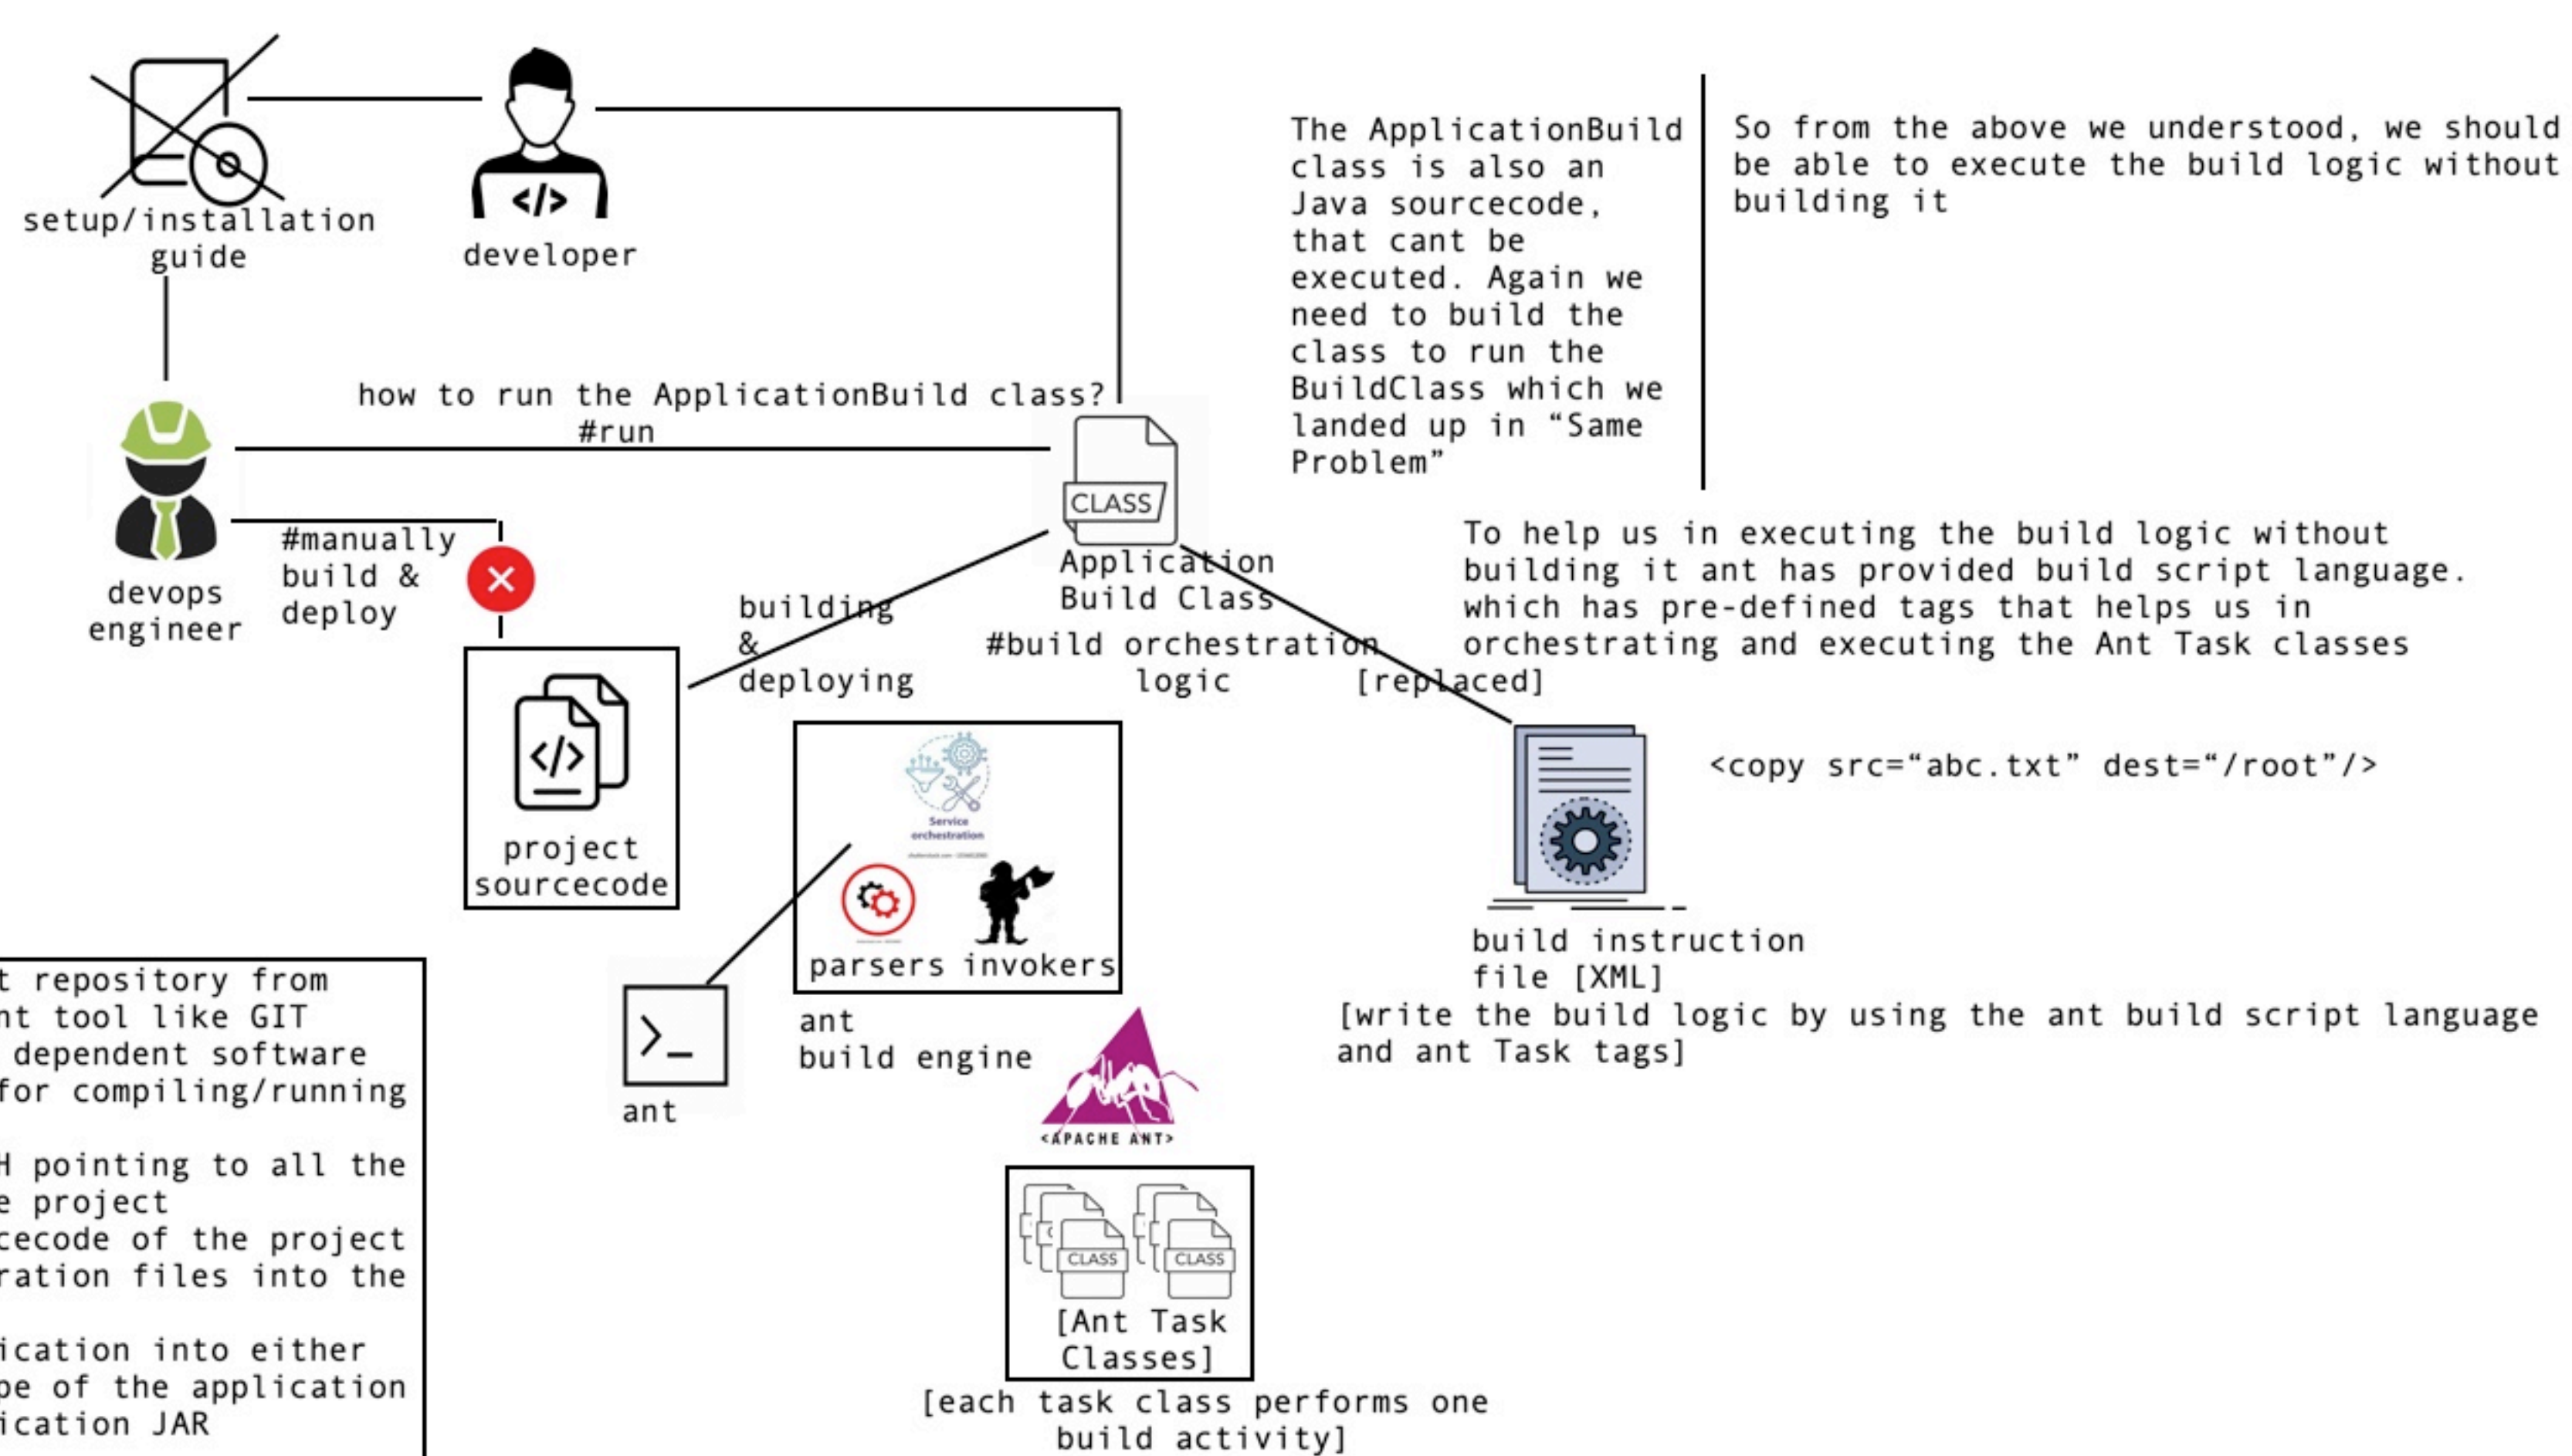 setup/installation
guide
developer
The ApplicationBuild
class is also an
Java sourcecode,
that cant be
executed. Again we
need to build the
class to run the
BuildClass which we
landed up in “Same
Problem”
So from the above we understood, we should
be able to execute the build logic without
building it
how to run the ApplicationBuild class?
#run
devops
engineer
#manually
build &
deploy
CLASS
Application
Build Class
#build orchestration
logic
[replaced]
building
&
deploying
To help us in executing the build logic without
building it ant has provided build script language.
which has pre-defined tags that helps us in
orchestrating and executing the Ant Task classes
</>
</>
project
sourcecode
Service
orchestration
parsers invokers
ant
build engine
>_
ant
<copy src=“abc.txt” dest=“/root”/>
build instruction
file [XML]
[write the build logic by using the ant build script language
and ant Task tags]
<APACHE ANT>
CLASS
CLASS
[Ant Task
Classes]
[each task class performs one
build activity]
t repository from
nt tool like GIT
dependent software
for compiling/running
H pointing to all the
e project
cecode of the project
ration files into the
ication into either
pe of the application
ication JAR